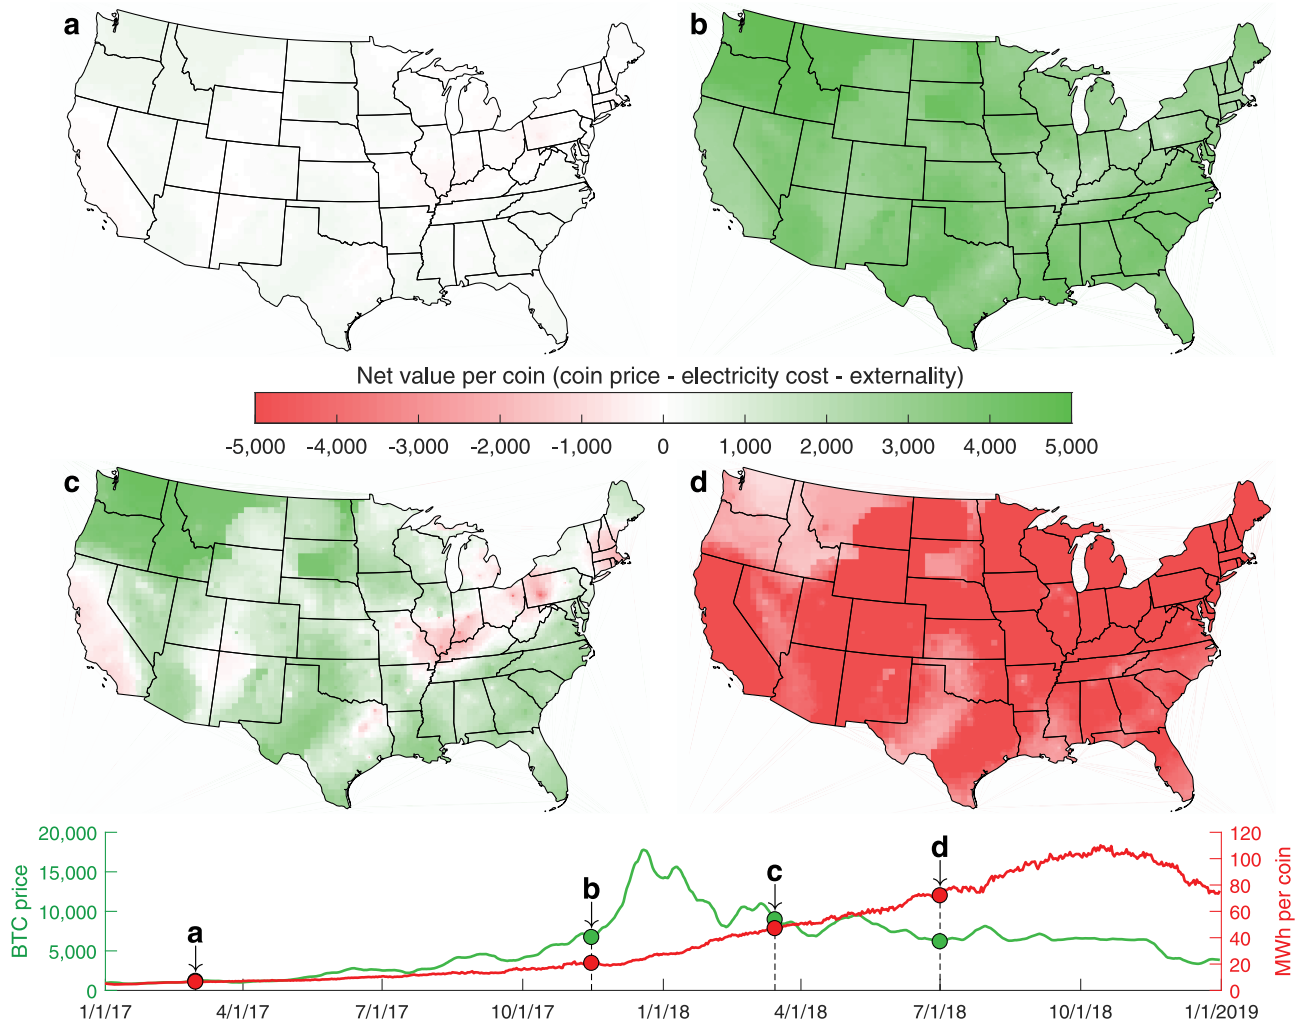 a
b
Net value per coin (coin price - electricity cost - externality)
-5,000 -4,000 -3,000 -2,000 -1,000 0 1,000 2,000 3,000 4,000 5,000
c
d
BTC price
20,000
15,000
10,000
5,000
0
a
b
c
d
120
100
80
60
40
20
0
MWh per coin
1/1/17 4/1/17 7/1/17 10/1/17 1/1/18 4/1/18 7/1/18 10/1/18 1/1/2019